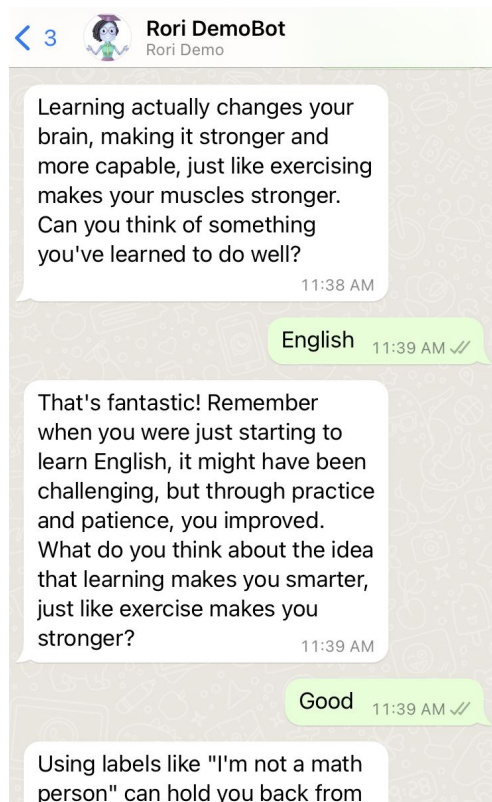 3
Rori DemoBot
Rori Demo
Learning actually changes your
brain, making it stronger and
more capable, just like exercising
makes your muscles stronger.
Can you think of something
you've learned to do well?
11:38 AM
English 11:39 AM
That's fantastic! Remember
when you were just starting to
learn English, it might have been
challenging, but through practice
and patience, you improved.
What do you think about the idea
that learning makes you smarter,
just like exercise makes you
stronger? 11:39 AM
Good 11:39 AM
Using labels like "I'm not a math
person" can hold you back from